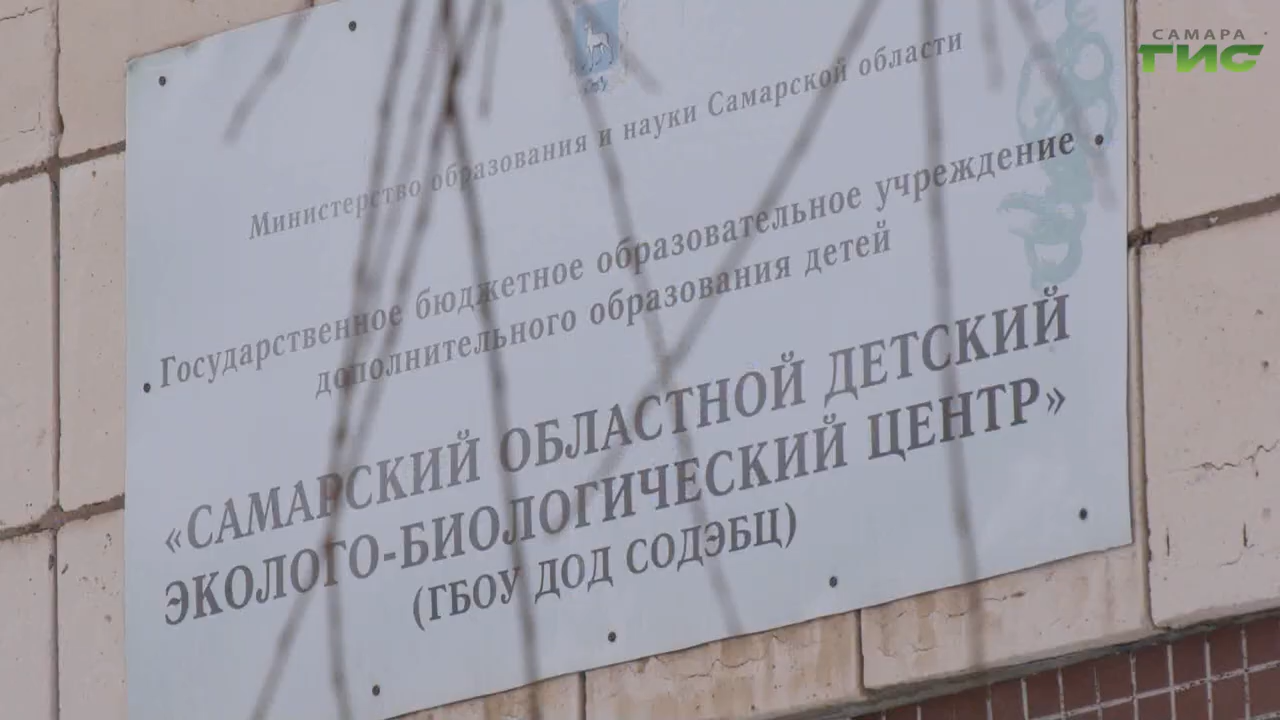 САМАРА
ГИС
Министерство образования и науки Самарской области
Государственное бюджетное образовательное учреждение
дополнительного образования детей
«САМАРСКИЙ ОБЛАСТНОЙ ДЕТСКИЙ
ЭКОЛОГО-БИОЛОГИЧЕСКИЙ ЦЕНТР»
(ГБОУ ДОД СОДЭБЦ)